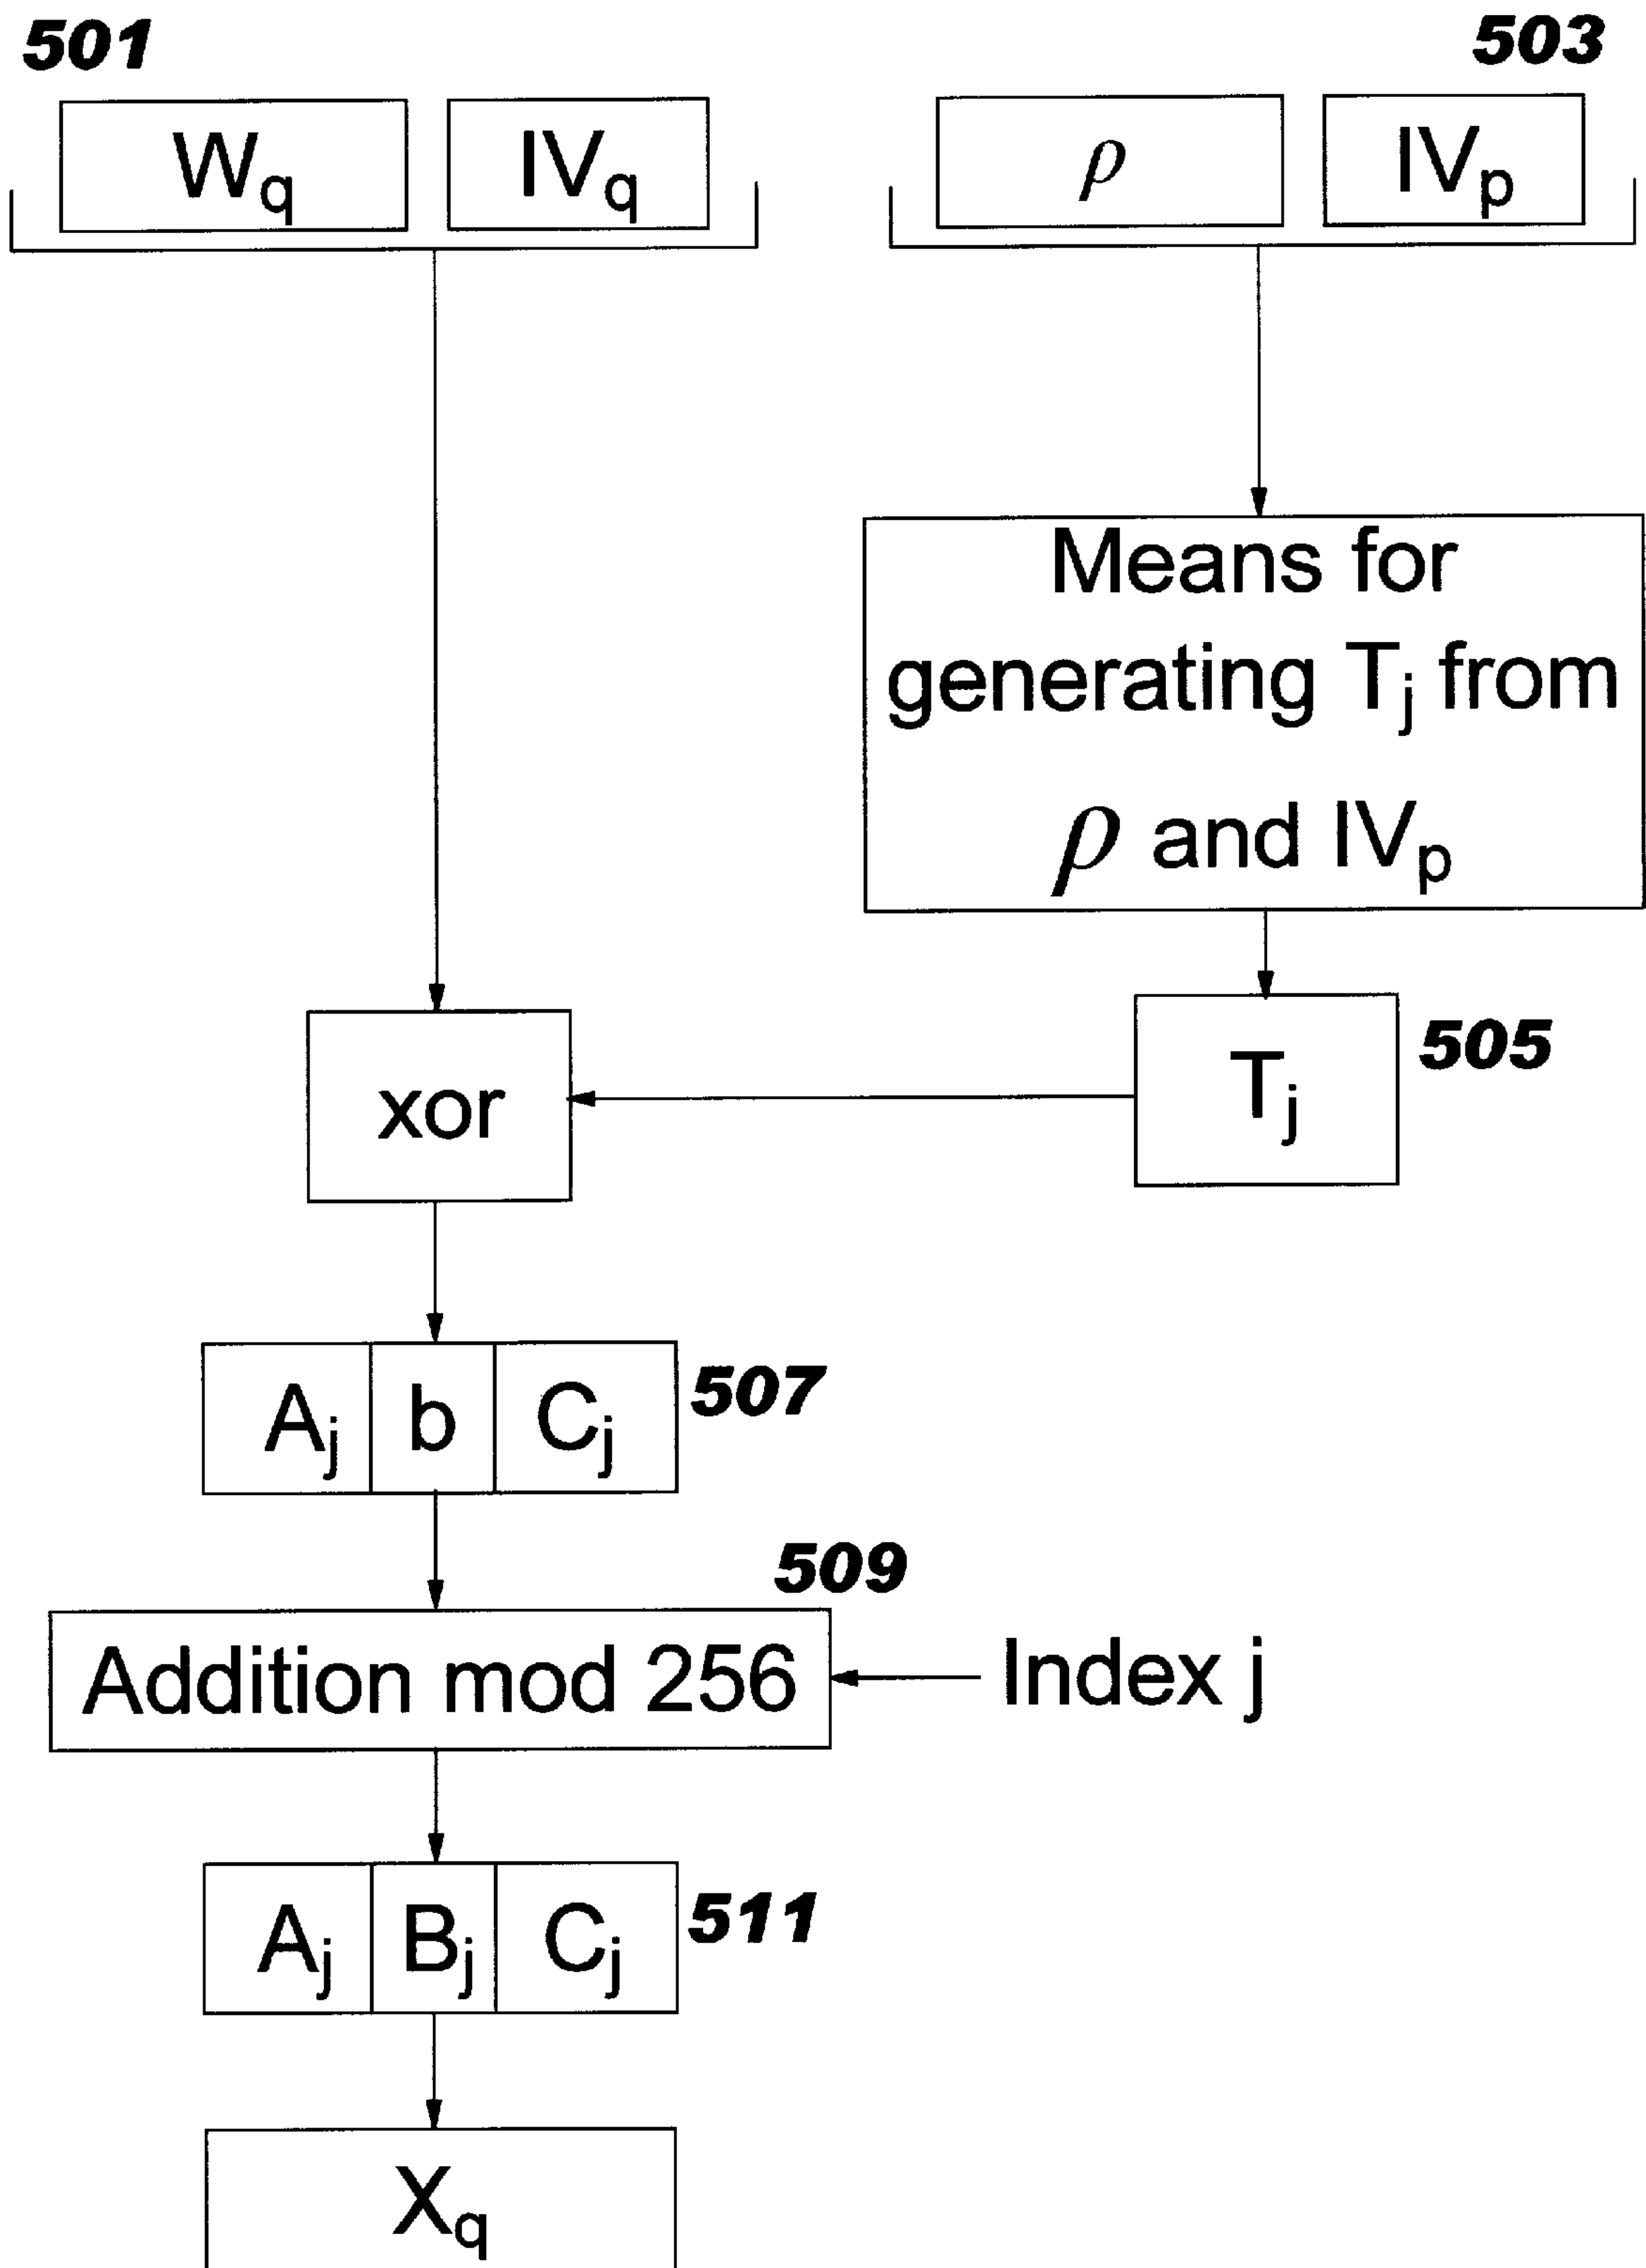 501 503
W_q IV_q ρ IV_p
Means for
generating T_j from
ρ and IV_p
xor T_j 505
A_j b C_j 507
509
Addition mod 256 Index j
A_j B_j C_j 511
X_q